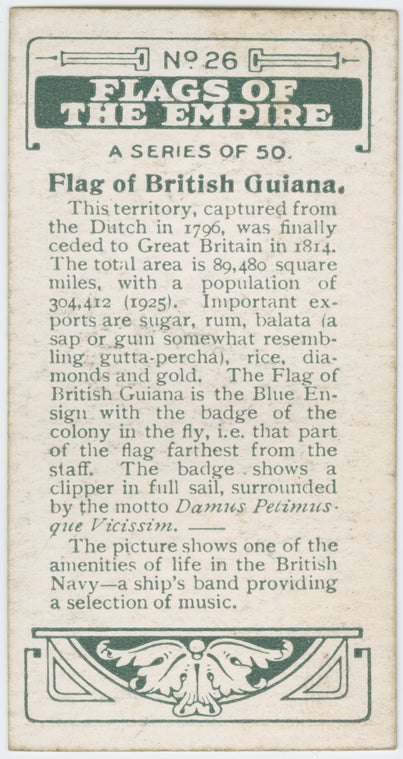 Nº 26
FLAGS OF
THE EMPIRE
A SERIES OF 50.
Flag of British Guiana.
This territory, captured from
the Dutch in 1796, was finally
ceded to Great Britain in 1814.
The total area is 89,480 square
miles, with a population of
304,412 (1925). Important ex-
ports are sugar, rum, balata (a
sap or gum somewhat resemb-
ling gutta-percha), rice, dia-
monds and gold. The Flag of
British Guiana is the Blue En-
sign with the badge of the
colony in the fly, i.e. that part
of the flag farthest from the
staff. The badge shows a
clipper in full sail, surrounded
by the motto Damus Petimus-
que Vicissim. —
The picture shows one of the
amenities of life in the British
Navy—a ship's band providing
a selection of music.